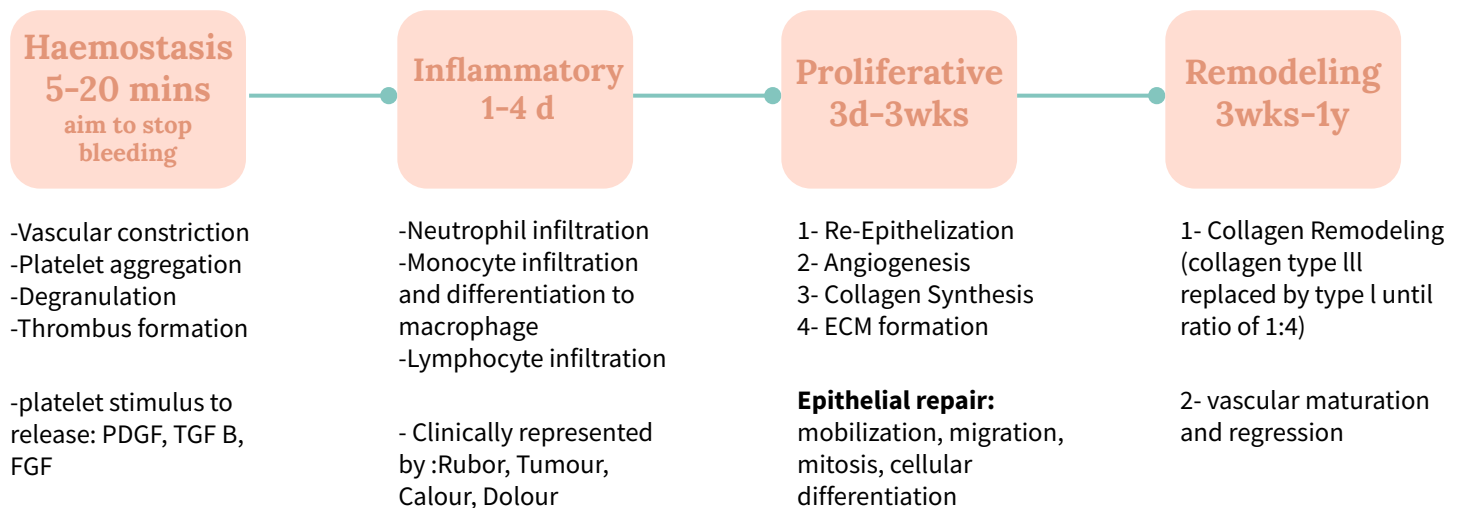 Haemostasis
5-20 mins
aim to stop
bleeding
-Vascular constriction
-Platelet aggregation
-Degranulation
-Thrombus formation
-platelet stimulus to
release: PDGF, TGF B,
FGF
Inflammatory
1-4 d
-Neutrophil infiltration
-Monocyte infiltration
and differentiation to
macrophage
-Lymphocyte infiltration
- Clinically represented
by :Rubor, Tumour,
Calour, Dolour
Proliferative
3d-3wks
1- Re-Epithelization
2- Angiogenesis
3- Collagen Synthesis
4- ECM formation
Epithelial repair:
mobilization, migration,
mitosis, cellular
differentiation
Remodeling
3wks-1y
1- Collagen Remodeling
(collagen type lll
replaced by type l until
ratio of 1:4)
2- vascular maturation
and regression